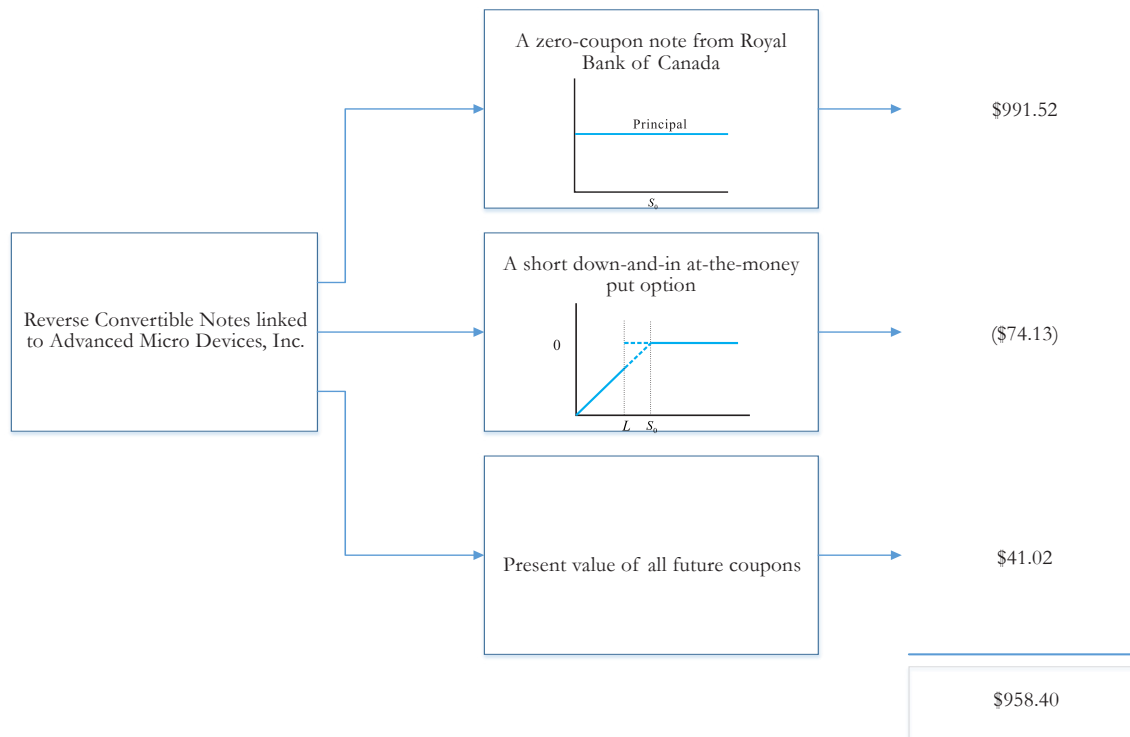 A zero-coupon note from Royal
Bank of Canada
Principal
S₀
$991.52
Reverse Convertible Notes linked
to Advanced Micro Devices, Inc.
A short down-and-in at-the-money
put option
0
L S₀
($74.13)
Present value of all future coupons
$41.02
$958.40